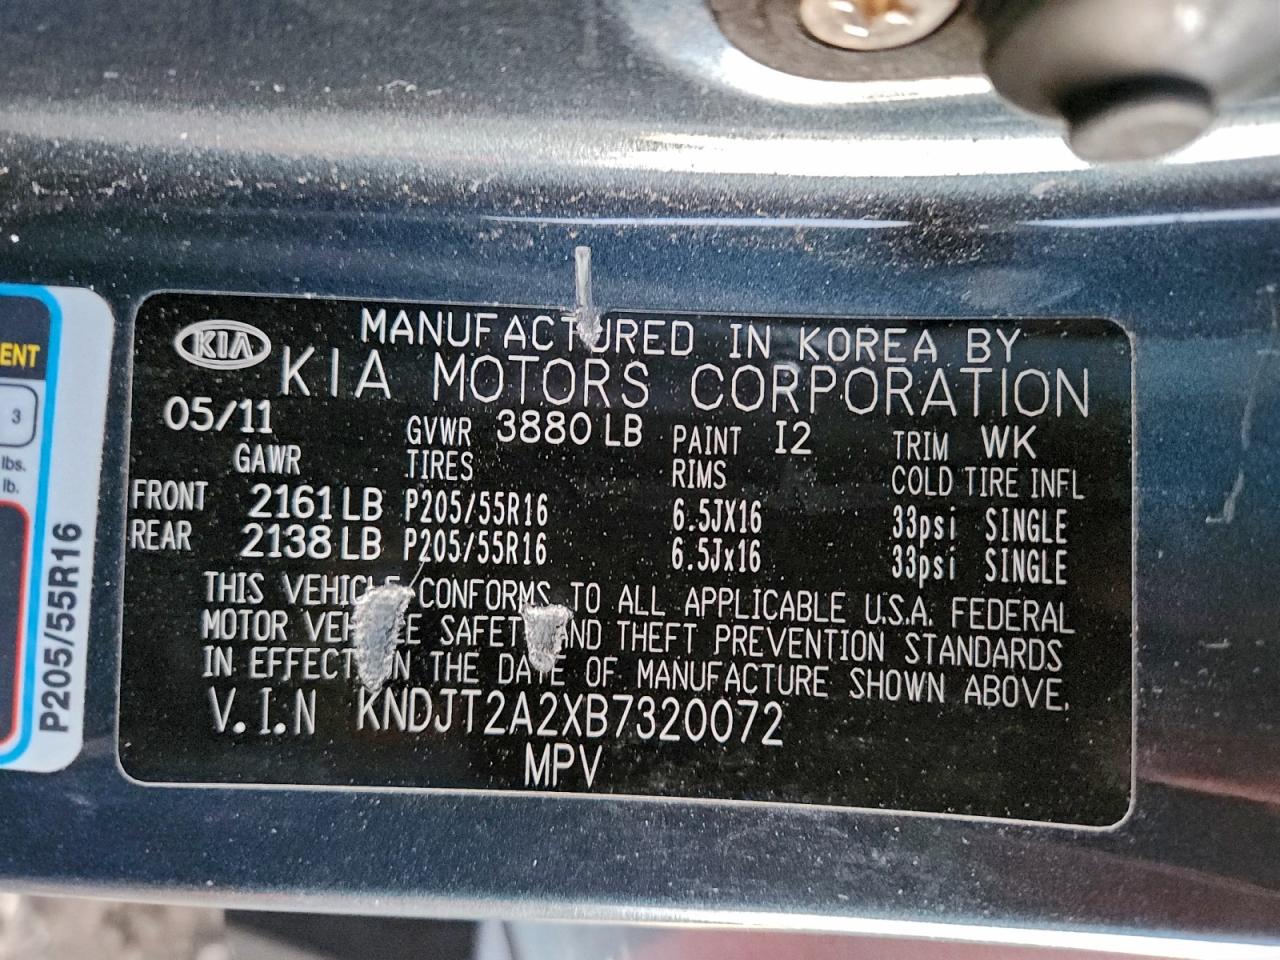 KIA
MANUFACTURED IN KOREA BY
KIA MOTORS CORPORATION
05/11 GVWR 3880 LB PAINT I2 TRIM WK
GAWR TIRES RIMS COLD TIRE INFL
FRONT 2161 LB P205/55R16 6.5JX16 33psi SINGLE
REAR 2138 LB P205/55R16 6.5Jx16 33psi SINGLE
THIS VEHICLE CONFORMS TO ALL APPLICABLE U.S.A. FEDERAL
MOTOR VEHICLE SAFETY AND THEFT PREVENTION STANDARDS
IN EFFECT ON THE DATE OF MANUFACTURE SHOWN ABOVE.
V.I.N KNDJT2A2XB7320072
MPV
3
lbs.
lb.
P205/55R16